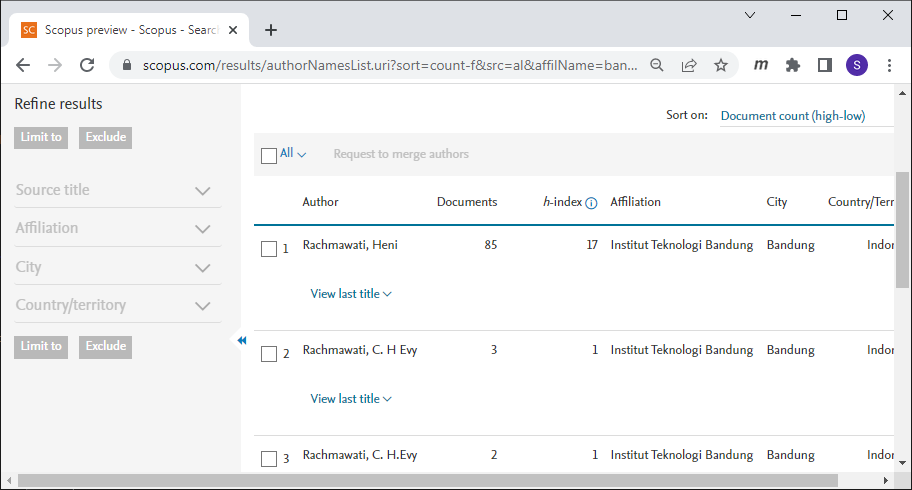 SC Scopus preview - Scopus - Searc
scopus.com/results/authorNamesList.uri?sort=count-f&src=al&affilName=ban...
m
S
Refine results
Limit to Exclude
Source title
Affiliation
City
Country/territory
Limit to Exclude
Sort on: Document count (high-low)
All Request to merge authors
Author Documents h-index Affiliation City Country/Terr
1 Rachmawati, Heni 85 17 Institut Teknologi Bandung Bandung Indor
View last title
2 Rachmawati, C. H Evy 3 1 Institut Teknologi Bandung Bandung Indor
View last title
3 Rachmawati, C. H.Evy 2 1 Institut Teknologi Bandung Bandung Indor